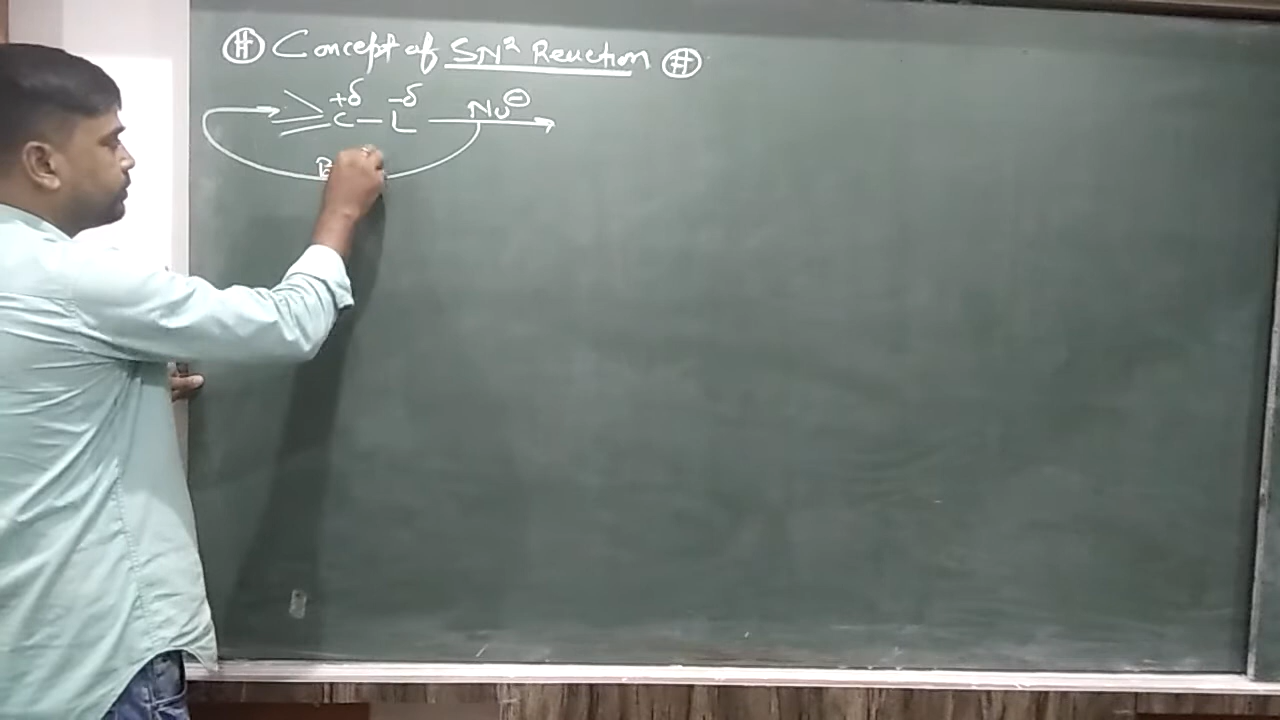 # Concept of SN² Reaction #
+δ -δ
C-L Nu⊖
B